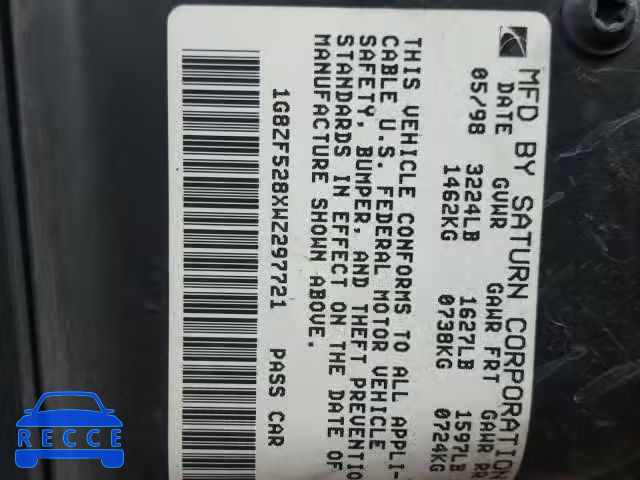 MFD BY SATURN CORPORATION
DATE GVWR GAWR FRT GAWR RR
05/98 3224LB 1627LB 1597LB
1462KG 0738KG 0724KG
THIS VEHICLE CONFORMS TO ALL APPLI-
CABLE U.S. FEDERAL MOTOR VEHICLE
SAFETY, BUMPER, AND THEFT PREVENTIO
STANDARDS IN EFFECT ON THE DATE OF
MANUFACTURE SHOWN ABOVE.
1G8ZF528XWZ297721 PASS CAR
RECCE